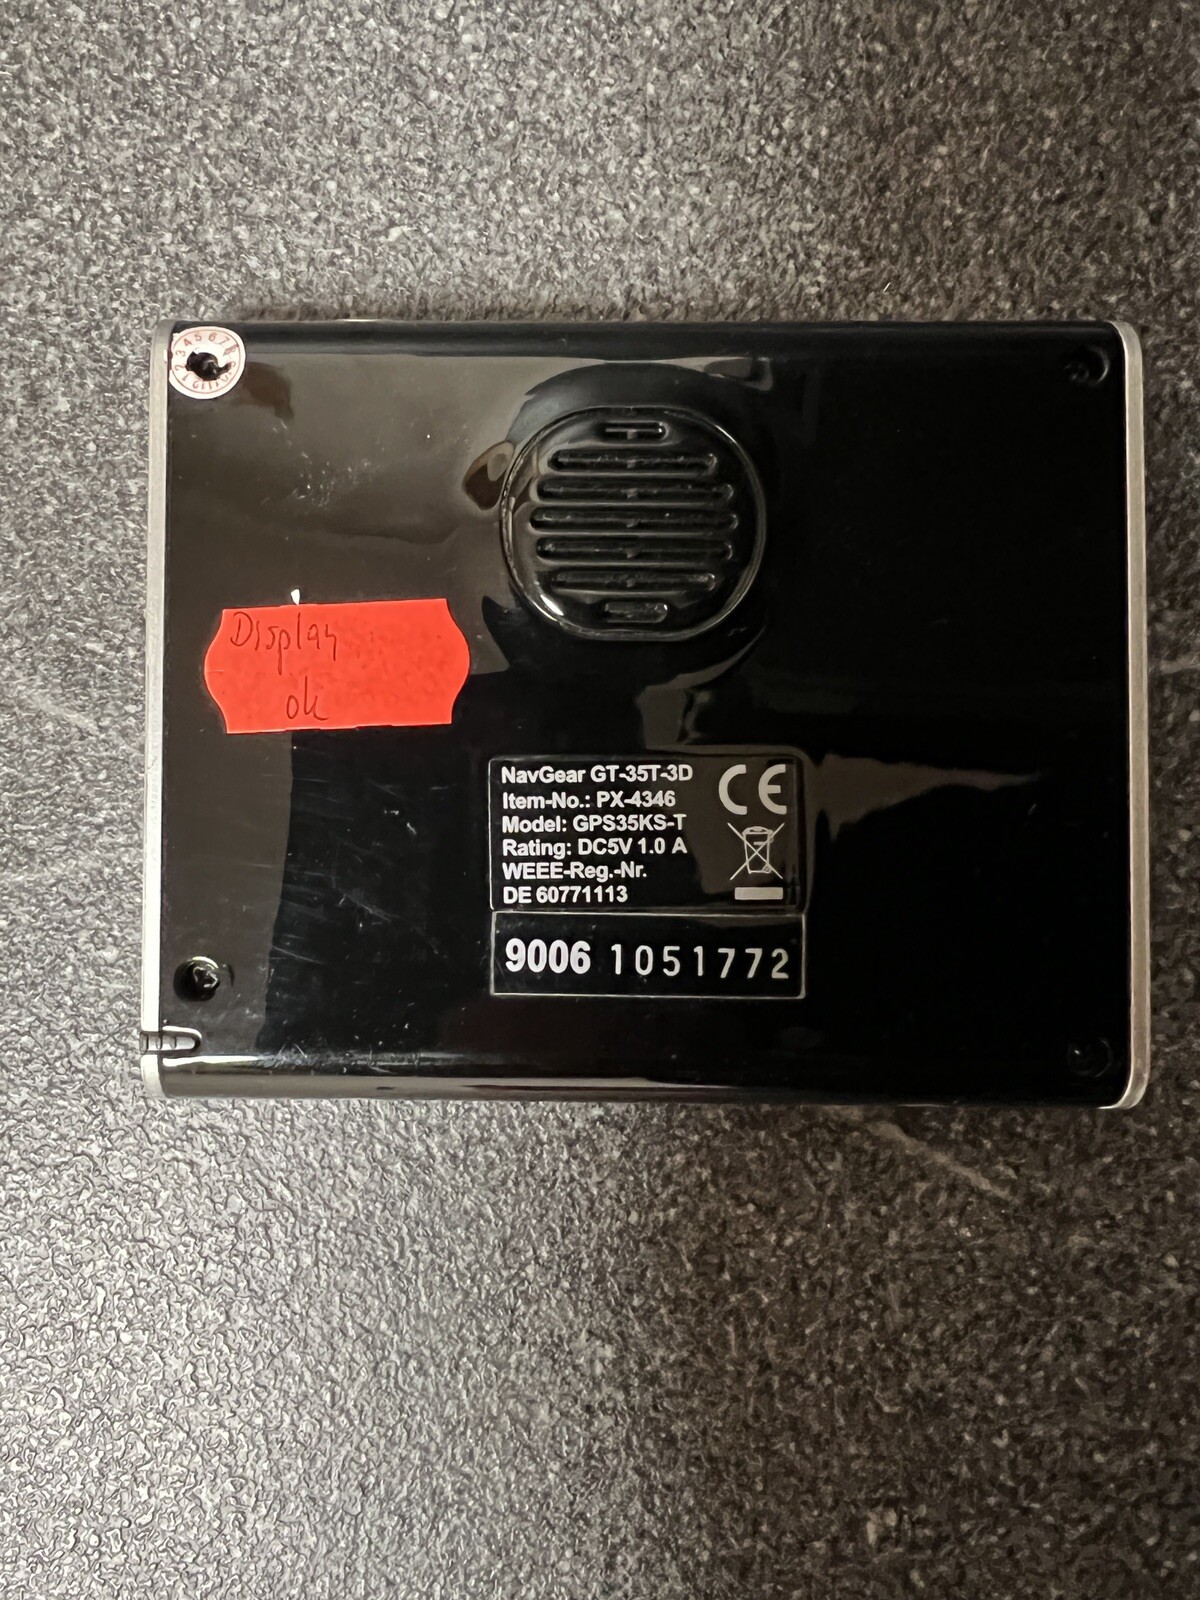 Display
ok
NavGear GT-35T-3D
Item-No.: PX-4346
Model: GPS35KS-T
Rating: DC5V 1.0 A
WEEE-Reg.-Nr.
DE 60771113
CE
9006 1051772